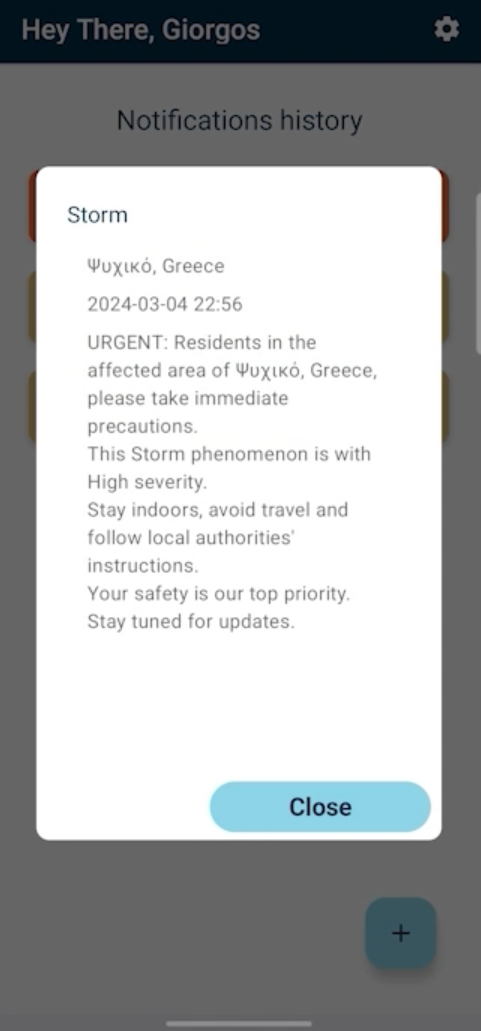 Hey There, Giorgos
Notifications history
Storm
Ψυχικό, Greece
2024-03-04 22:56
URGENT: Residents in the
affected area of Ψυχικό, Greece,
please take immediate
precautions.
This Storm phenomenon is with
High severity.
Stay indoors, avoid travel and
follow local authorities'
instructions.
Your safety is our top priority.
Stay tuned for updates.
Close
+